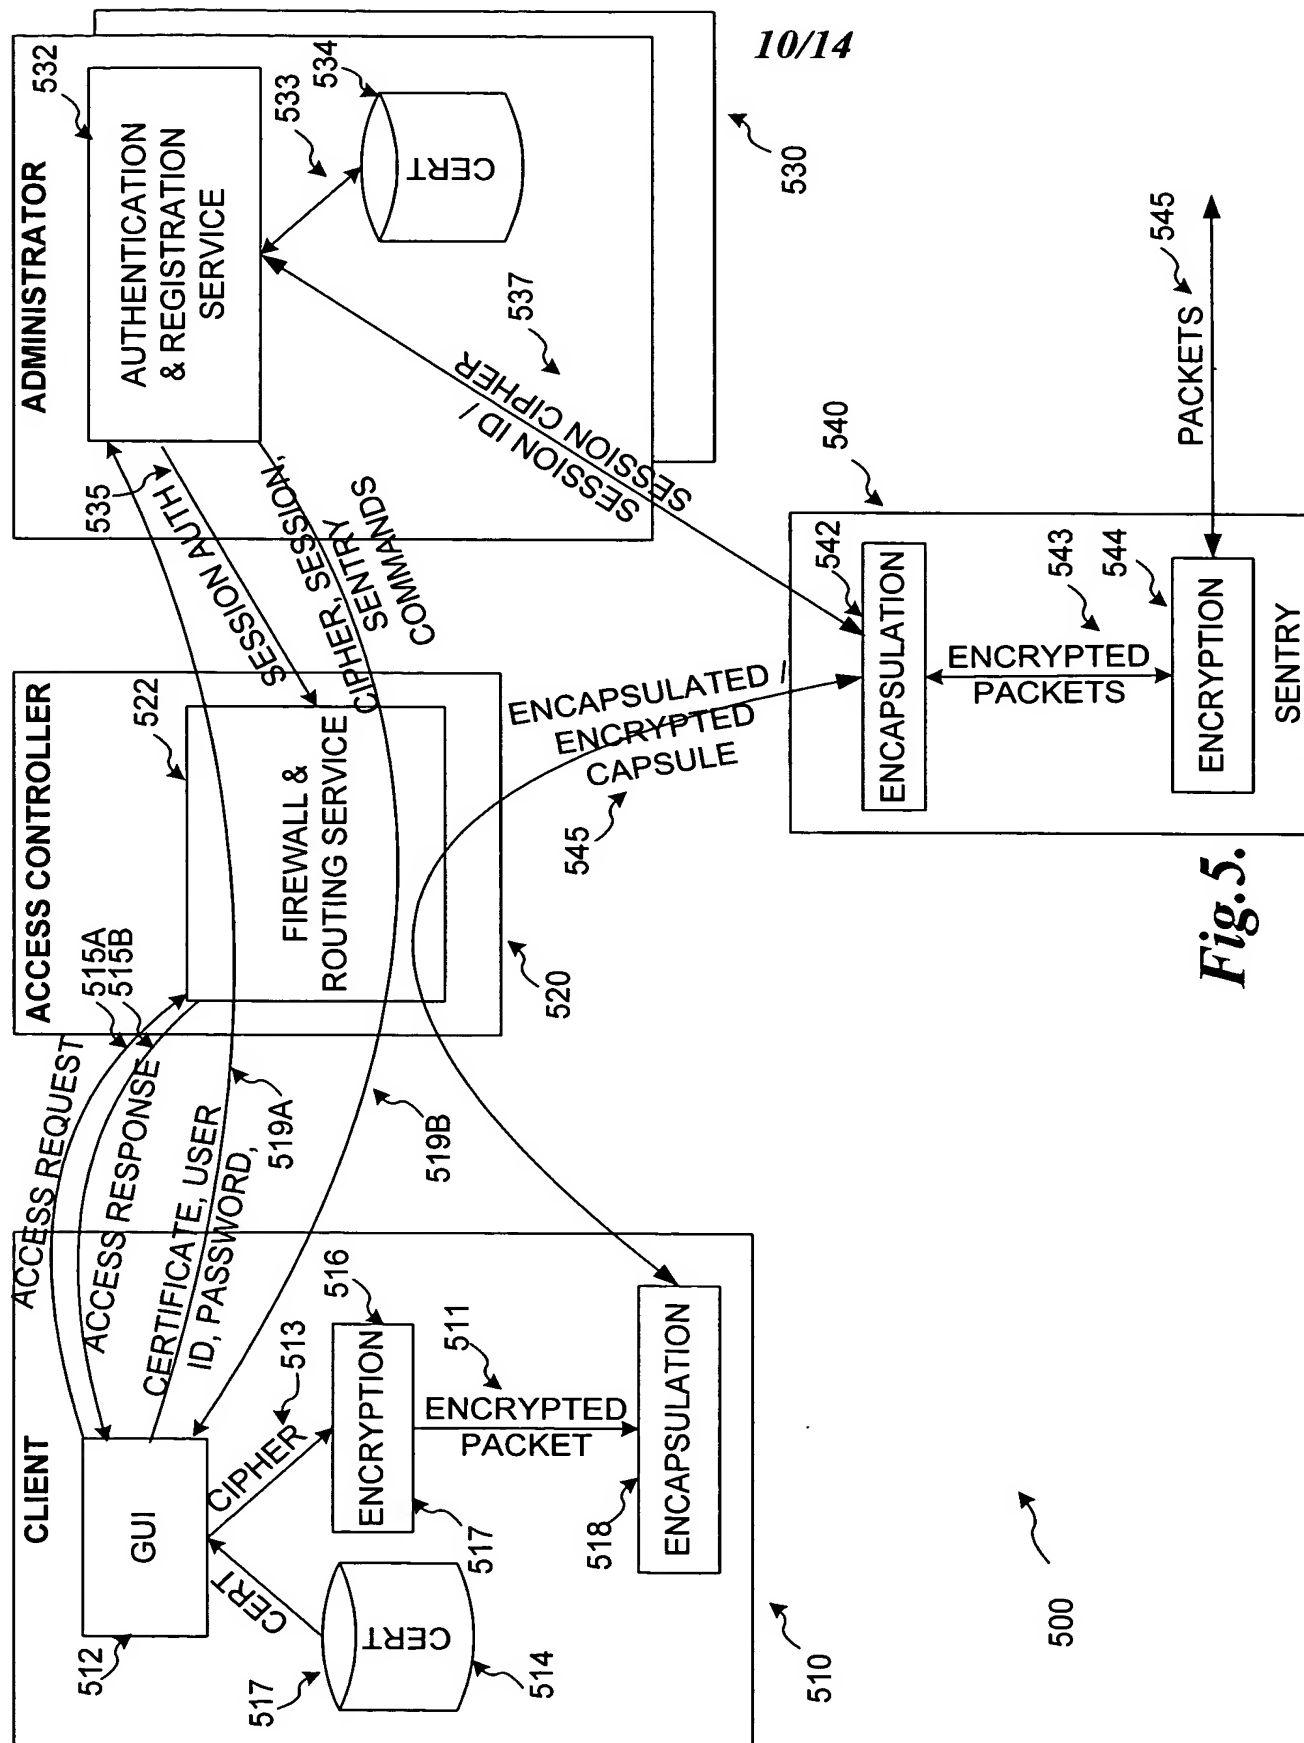 10/14
CLIENT
GUI
512
CERT
517
CERT
514
CIPHER
513
ENCRYPTION
516
517
ENCRYPTED
PACKET
511
ENCAPSULATION
518
510
500
ACCESS REQUEST
515A
ACCESS RESPONSE
515B
CERTIFICATE, USER
ID, PASSWORD,
519A
519B
ACCESS CONTROLLER
522
FIREWALL &
ROUTING SERVICE
520
SESSION AUTH
535
CIPHER, SESSION,
SENTRY
COMMANDS
ADMINISTRATOR
532
AUTHENTICATION
& REGISTRATION
SERVICE
533
534
CERT
530
SESSION ID /
SESSION CIPHER
537
ENCAPSULATED /
ENCRYPTED
CAPSULE
545
540
542
ENCAPSULATION
ENCRYPTED
PACKETS
543
544
ENCRYPTION
SENTRY
PACKETS
545
Fig.5.